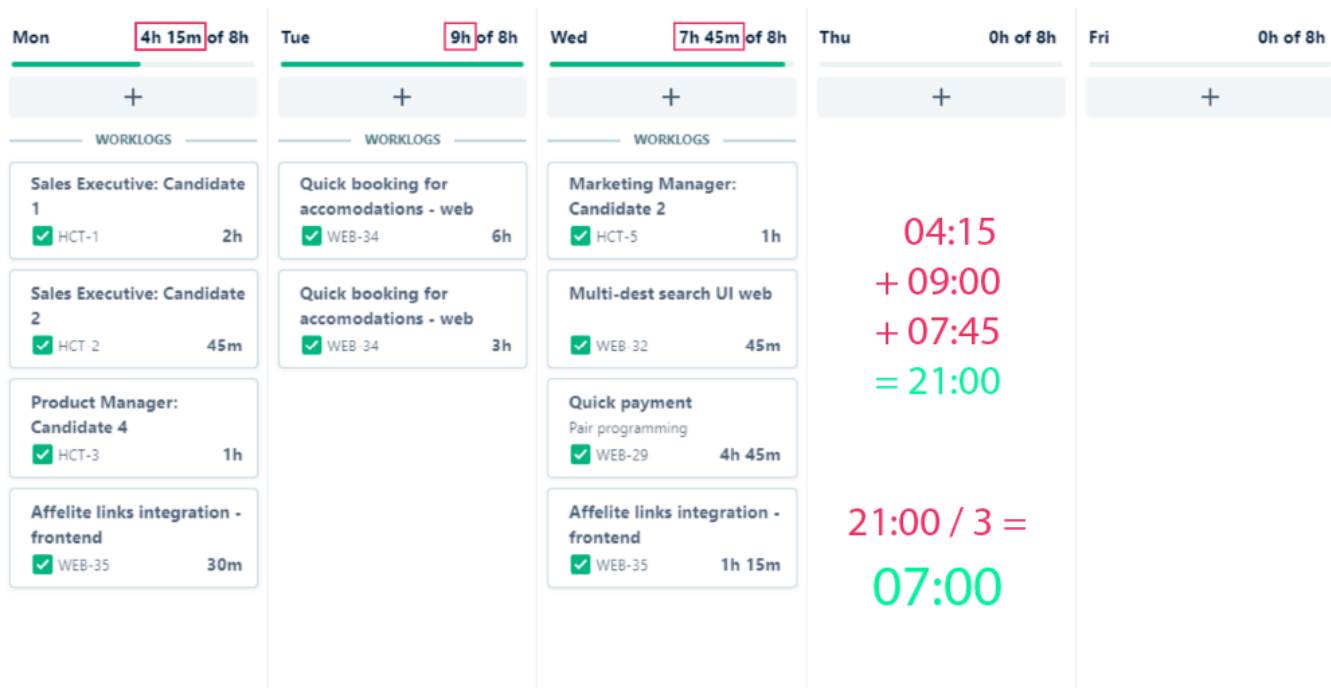 Mon 4h 15m of 8h
+
WORKLOGS
Sales Executive: Candidate
1
HCT-1 2h
Sales Executive: Candidate
2
HCT-2 45m
Product Manager:
Candidate 4
HCT-3 1h
Affelite links integration -
frontend
WEB-35 30m
Tue 9h of 8h
+
WORKLOGS
Quick booking for
accomodations - web
WEB-34 6h
Quick booking for
accomodations - web
WEB-34 3h
Wed 7h 45m of 8h
+
WORKLOGS
Marketing Manager:
Candidate 2
HCT-5 1h
Multi-dest search UI web
WEB-32 45m
Quick payment
Pair programming
WEB-29 4h 45m
Affelite links integration -
frontend
WEB-35 1h 15m
Thu 0h of 8h
+
04:15
+ 09:00
+ 07:45
= 21:00
21:00 / 3 =
07:00
Fri 0h of 8h
+